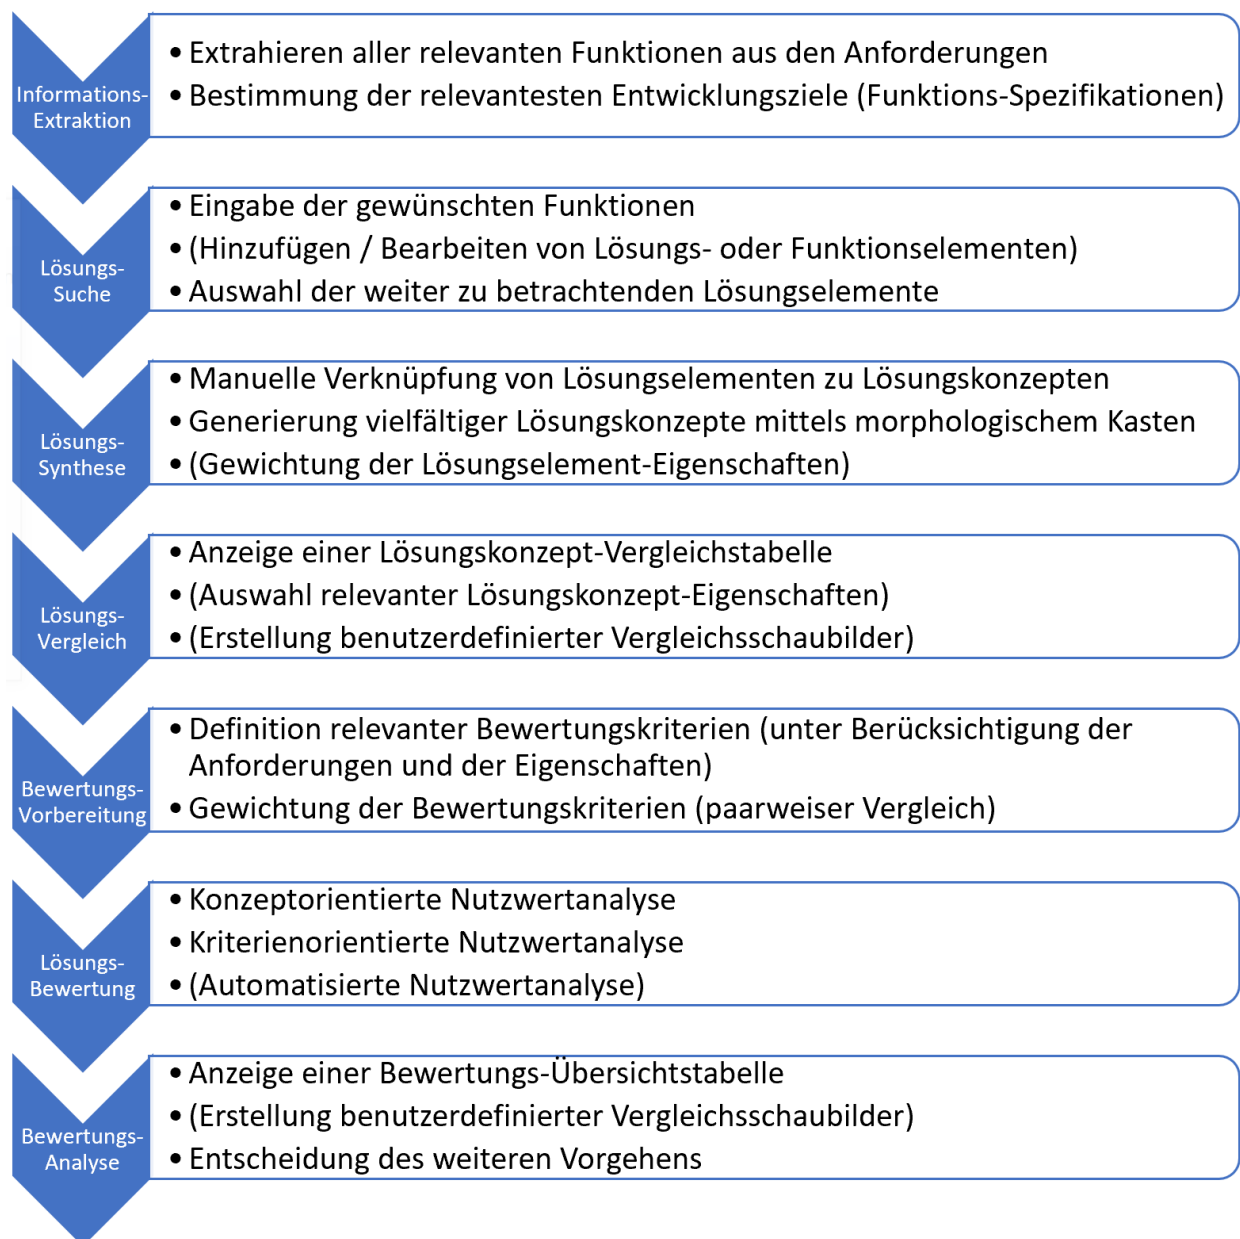 Informations-
Extraktion
• Extrahieren aller relevanten Funktionen aus den Anforderungen
• Bestimmung der relevantesten Entwicklungsziele (Funktions-Spezifikationen)
Lösungs-
Suche
• Eingabe der gewünschten Funktionen
• (Hinzufügen / Bearbeiten von Lösungs- oder Funktionselementen)
• Auswahl der weiter zu betrachtenden Lösungselemente
Lösungs-
Synthese
• Manuelle Verknüpfung von Lösungselementen zu Lösungskonzepten
• Generierung vielfältiger Lösungskonzepte mittels morphologischem Kasten
• (Gewichtung der Lösungselement-Eigenschaften)
Lösungs-
Vergleich
• Anzeige einer Lösungskonzept-Vergleichstabelle
• (Auswahl relevanter Lösungskonzept-Eigenschaften)
• (Erstellung benutzerdefinierter Vergleichsschaubilder)
Bewertungs-
Vorbereitung
• Definition relevanter Bewertungskriterien (unter Berücksichtigung der
Anforderungen und der Eigenschaften)
• Gewichtung der Bewertungskriterien (paarweiser Vergleich)
Lösungs-
Bewertung
• Konzeptorientierte Nutzwertanalyse
• Kriterienorientierte Nutzwertanalyse
• (Automatisierte Nutzwertanalyse)
Bewertungs-
Analyse
• Anzeige einer Bewertungs-Übersichtstabelle
• (Erstellung benutzerdefinierter Vergleichsschaubilder)
• Entscheidung des weiteren Vorgehens